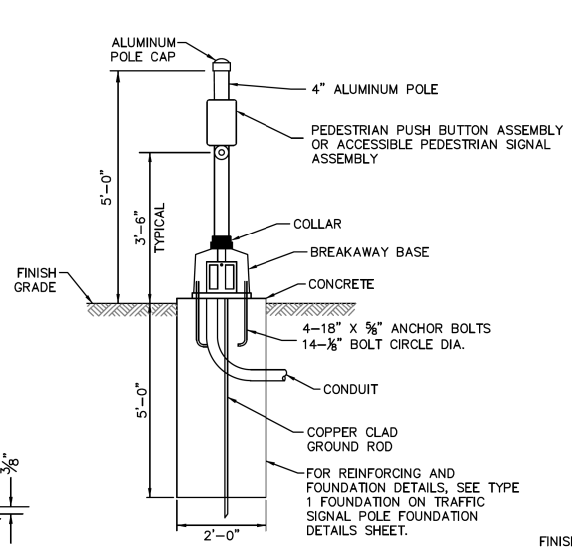 ALUMINUM
POLE CAP
4" ALUMINUM POLE
PEDESTRIAN PUSH BUTTON ASSEMBLY
OR ACCESSIBLE PEDESTRIAN SIGNAL
ASSEMBLY
5'-0"
3'-6"
TYPICAL
COLLAR
BREAKAWAY BASE
FINISH
GRADE
CONCRETE
4-18" X ⅝" ANCHOR BOLTS
14-⅛" BOLT CIRCLE DIA.
5'-0"
CONDUIT
COPPER CLAD
GROUND ROD
3/8"
FOR REINFORCING AND
FOUNDATION DETAILS, SEE TYPE
1 FOUNDATION ON TRAFFIC
SIGNAL POLE FOUNDATION
DETAILS SHEET.
2'-0"
FINIS